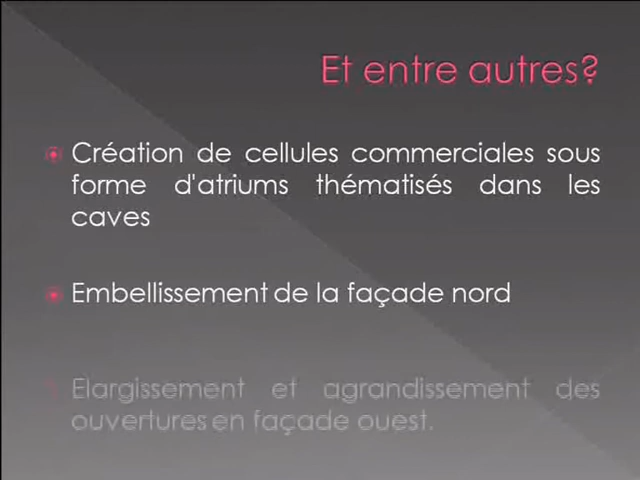 Et entre autres?
Création de cellules commerciales sous
forme d'atriums thématisés dans les
caves
Embellissement de la façade nord
Elargissement et agrandissement des
ouvertures en façade ouest.